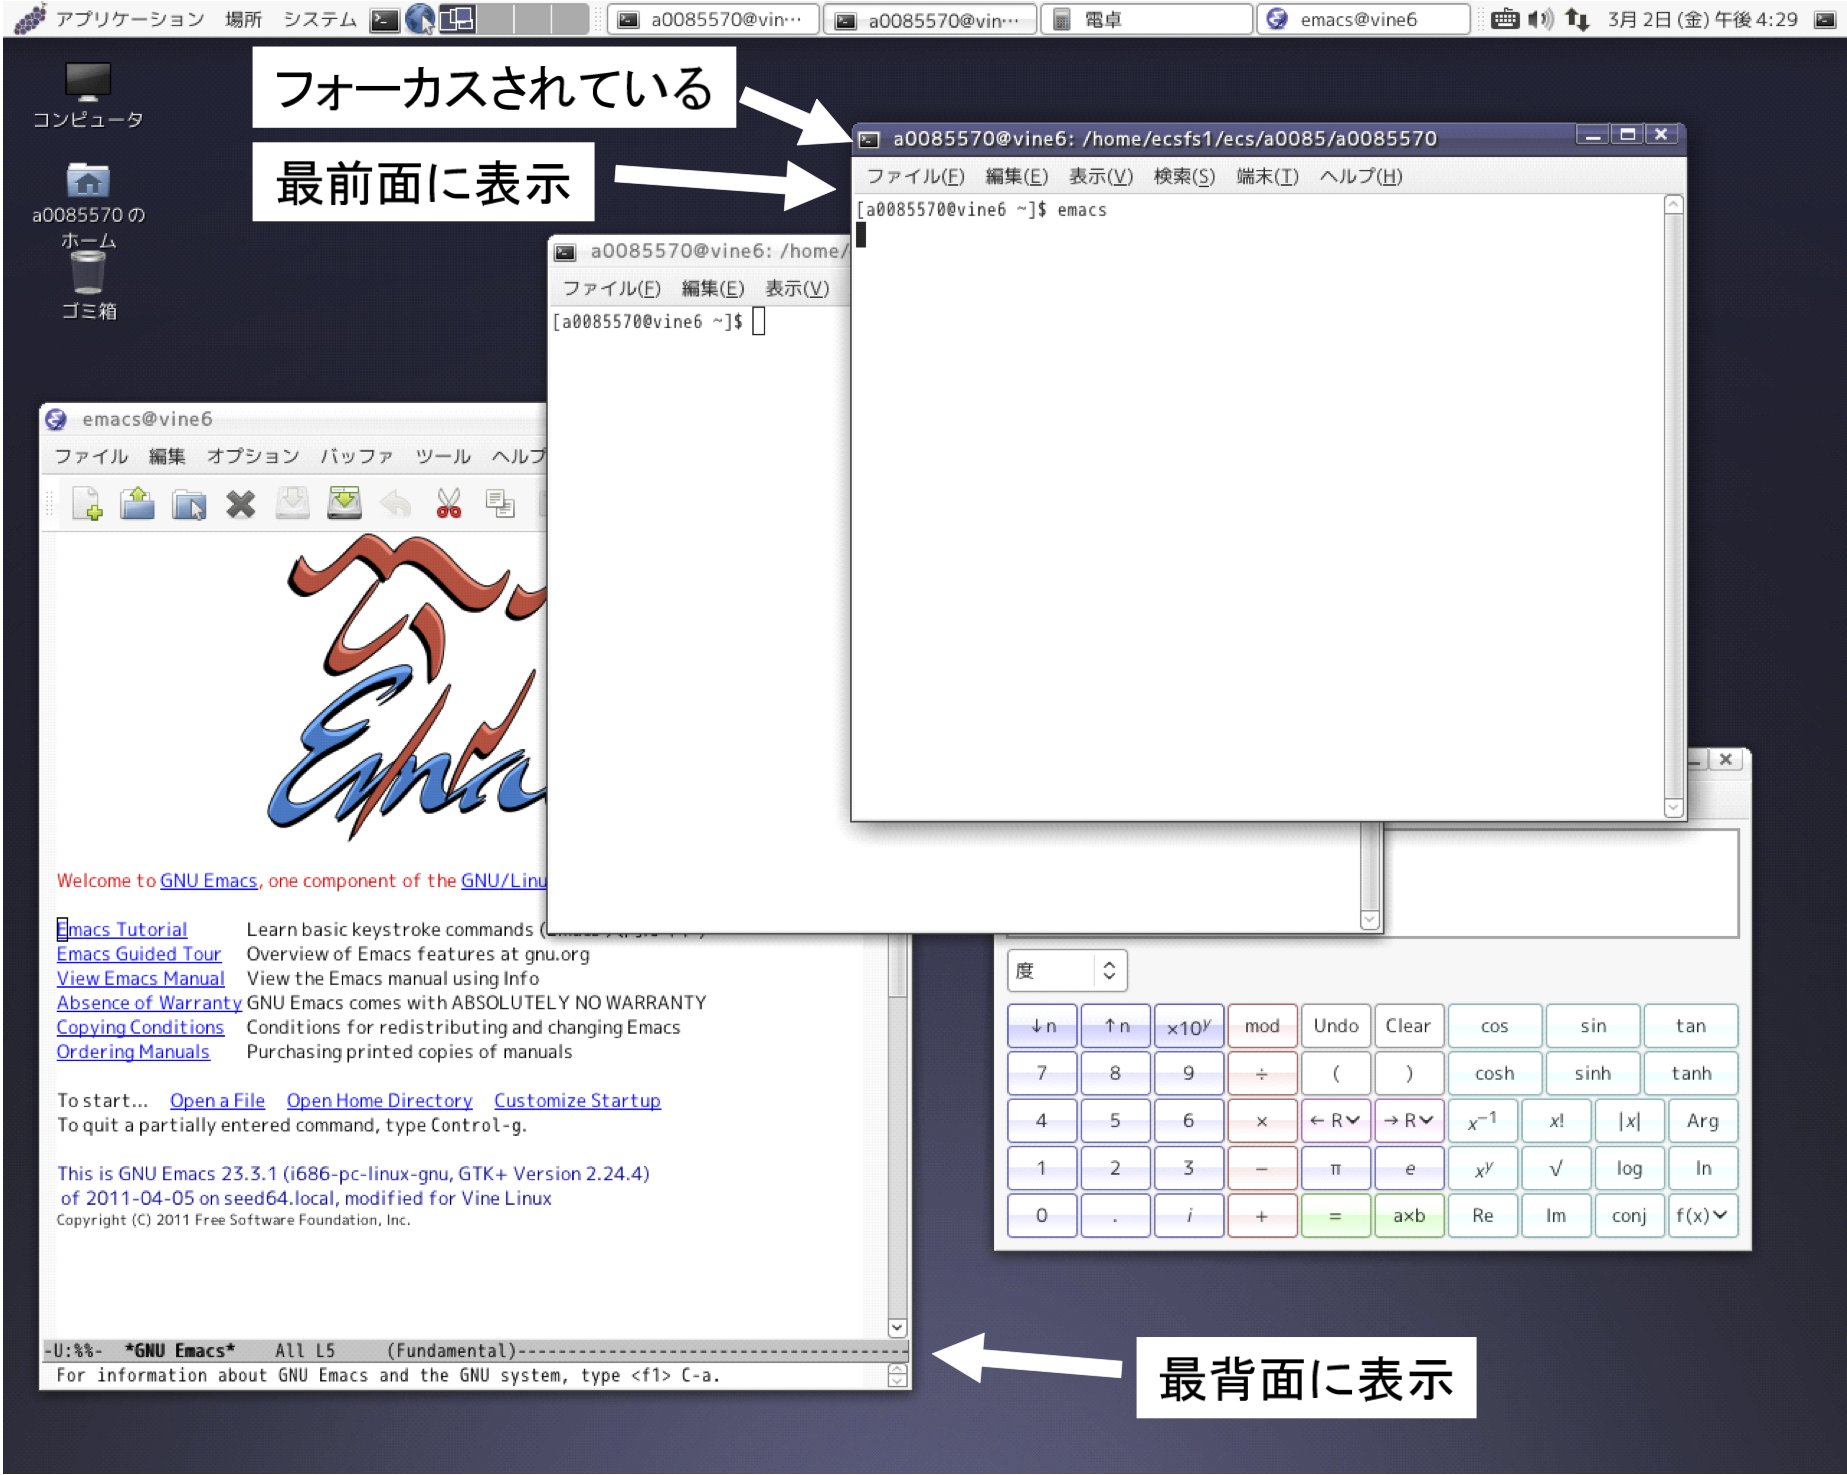 アプリケーション 場所 システム
a0085570@vin…
a0085570@vin…
電卓
emacs@vine6
3月 2日 (金) 午後 4:29
コンピュータ
a0085570 の
ホーム
ゴミ箱
フォーカスされている
最前面に表示
a0085570@vine6: /home/ecsfs1/ecs/a0085/a0085570
ファイル(F) 編集(E) 表示(V) 検索(S) 端末(T) ヘルプ(H)
[a0085570@vine6 ~]$ emacs
a0085570@vine6: /home/
ファイル(F) 編集(E) 表示(V)
[a0085570@vine6 ~]$
emacs@vine6
ファイル 編集 オプション バッファ ツール ヘルプ
Welcome to GNU Emacs, one component of the GNU/Linu
Emacs Tutorial Learn basic keystroke commands (
Emacs Guided Tour Overview of Emacs features at gnu.org
View Emacs Manual View the Emacs manual using Info
Absence of Warranty GNU Emacs comes with ABSOLUTELY NO WARRANTY
Copying Conditions Conditions for redistributing and changing Emacs
Ordering Manuals Purchasing printed copies of manuals
To start... Open a File Open Home Directory Customize Startup
To quit a partially entered command, type Control-g.
This is GNU Emacs 23.3.1 (i686-pc-linux-gnu, GTK+ Version 2.24.4)
of 2011-04-05 on seed64.local, modified for Vine Linux
Copyright (C) 2011 Free Software Foundation, Inc.
-U:%%- *GNU Emacs* All L5 (Fundamental)--------------------------------------
For information about GNU Emacs and the GNU system, type <f1> C-a.
度
↓n ↑n ×10ʸ mod Undo Clear cos sin tan
7 8 9 ÷ ( ) cosh sinh tanh
4 5 6 × ←R →R x⁻¹ x! |x| Arg
1 2 3 − π e xʸ √ log ln
0 . i + = a×b Re Im conj f(x)
最背面に表示